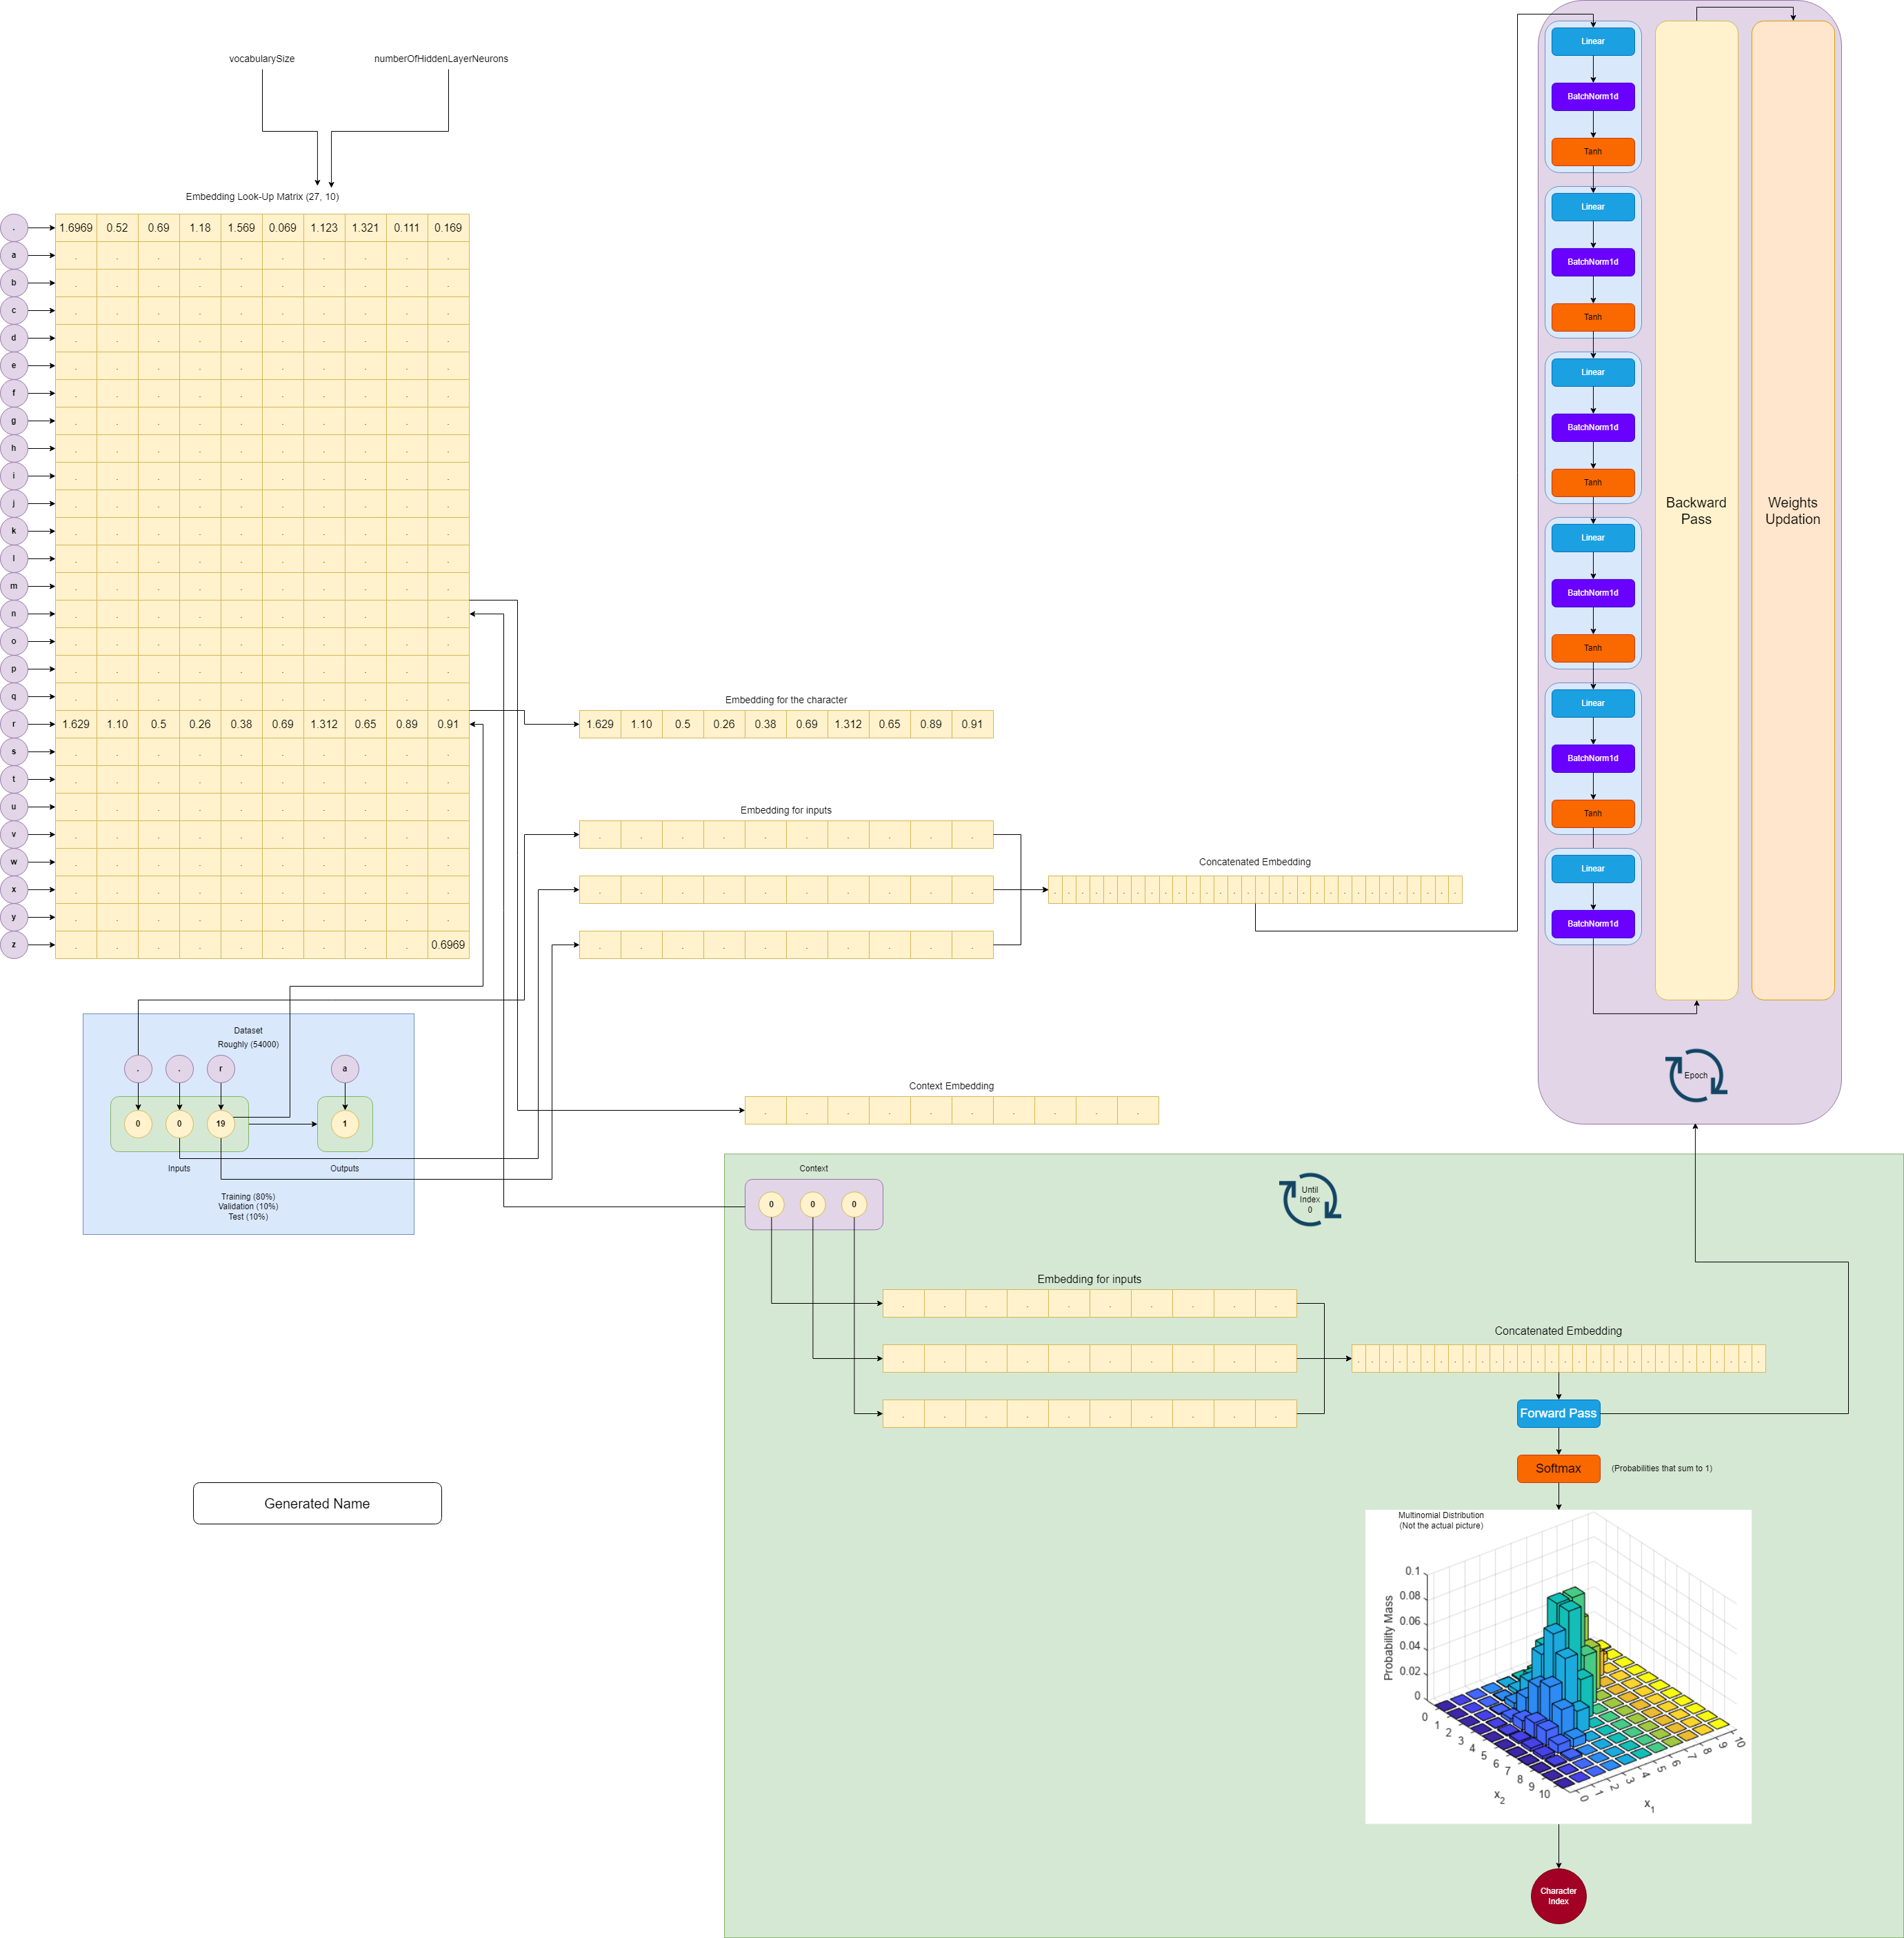 vocabularySize
numberOfHiddenLayerNeurons
Embedding Look-Up Matrix (27, 10)
. 1.6969 0.52 0.69 1.18 1.569 0.069 1.123 1.321 0.111 0.169
a . . . . . . . . . .
b . . . . . . . . . .
c . . . . . . . . . .
d . . . . . . . . . .
e . . . . . . . . . .
f . . . . . . . . . .
g . . . . . . . . . .
h . . . . . . . . . .
i . . . . . . . . . .
j . . . . . . . . . .
k . . . . . . . . . .
l . . . . . . . . . .
m . . . . . . . . . .
n . . . . . . . . . .
o . . . . . . . . . .
p . . . . . . . . . .
q . . . . . . . . . .
r 1.629 1.10 0.5 0.26 0.38 0.69 1.312 0.65 0.89 0.91
s . . . . . . . . . .
t . . . . . . . . . .
u . . . . . . . . . .
v . . . . . . . . . .
w . . . . . . . . . .
x . . . . . . . . . .
y . . . . . . . . . .
z . . . . . . . . . 0.6969
Embedding for the character
1.629 1.10 0.5 0.26 0.38 0.69 1.312 0.65 0.89 0.91
Embedding for inputs
. . . . . . . . . .
. . . . . . . . . .
. . . . . . . . . .
Concatenated Embedding
. . . . . . . . . . . . . . . . . . . . . . . . . . . . . .
Linear
BatchNorm1d
Tanh
Linear
BatchNorm1d
Tanh
Linear
BatchNorm1d
Tanh
Linear
BatchNorm1d
Tanh
Linear
BatchNorm1d
Tanh
Linear
BatchNorm1d
Backward
Pass
Weights
Updation
Epoch
Dataset
Roughly (54000)
. . r a
0 0 19 1
Inputs
Outputs
Training (80%)
Validation (10%)
Test (10%)
Context Embedding
. . . . . . . . . .
Context
0 0 0
Until
Index
0
Embedding for inputs
. . . . . . . . . .
. . . . . . . . . .
. . . . . . . . . .
Concatenated Embedding
. . . . . . . . . . . . . . . . . . . . . . . . . . . . . .
Forward Pass
Softmax
(Probabilities that sum to 1)
Multinomial Distribution
(Not the actual picture)
Probability Mass
0.1
0.08
0.06
0.04
0.02
0
0 1 2 3 4 5 6 7 8 9 10
x2
0 1 2 3 4 5 6 7 8 9 10
x1
Character
Index
Generated Name